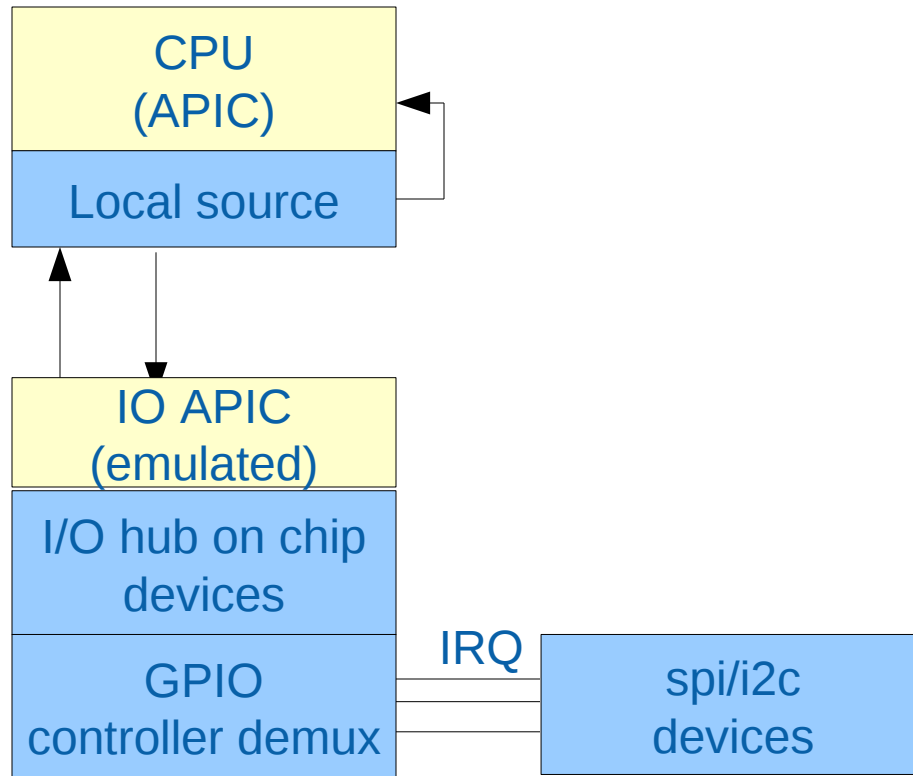 CPU
(APIC)
Local source
IO APIC
(emulated)
I/O hub on chip
devices
IRQ
GPIO
controller demux
spi/i2c
devices